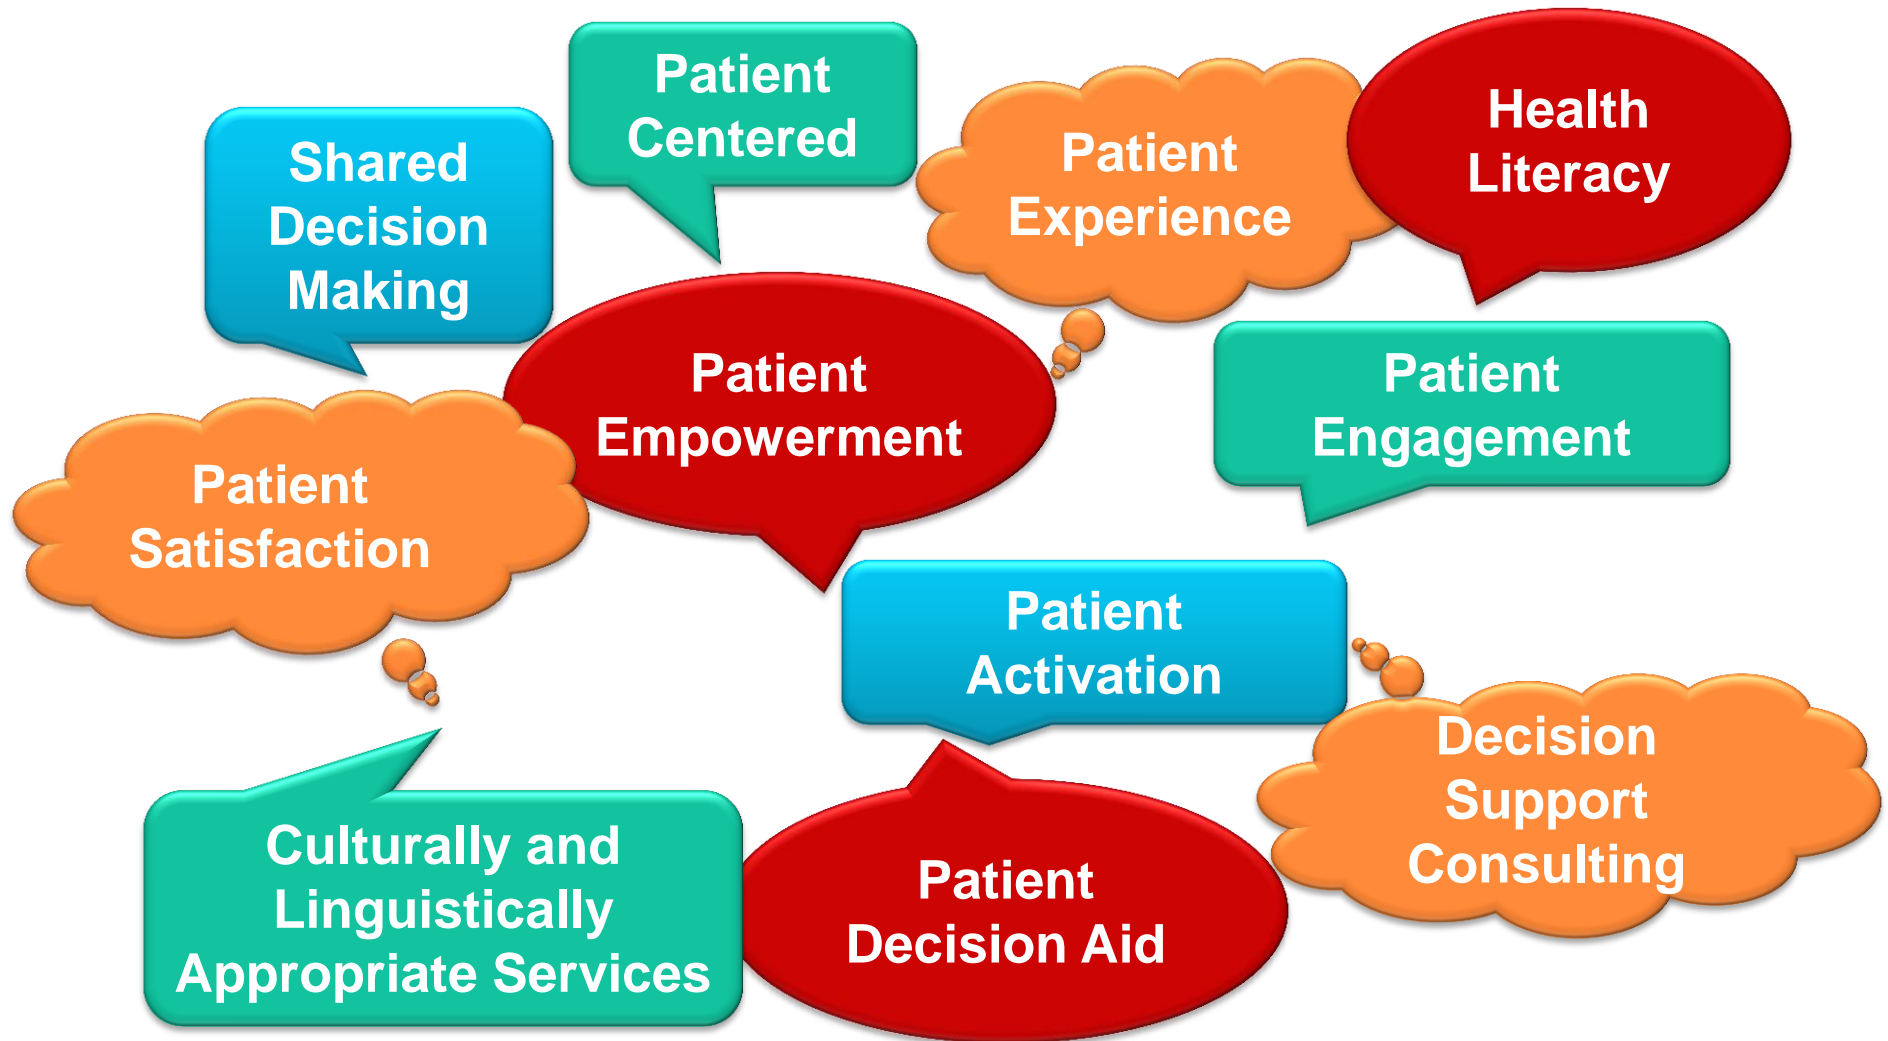 Patient
Centered
Health
Literacy
Shared
Decision
Making
Patient
Experience
Patient
Empowerment
Patient
Engagement
Patient
Satisfaction
Patient
Activation
Decision
Support
Consulting
Culturally and
Linguistically
Appropriate Services
Patient
Decision Aid